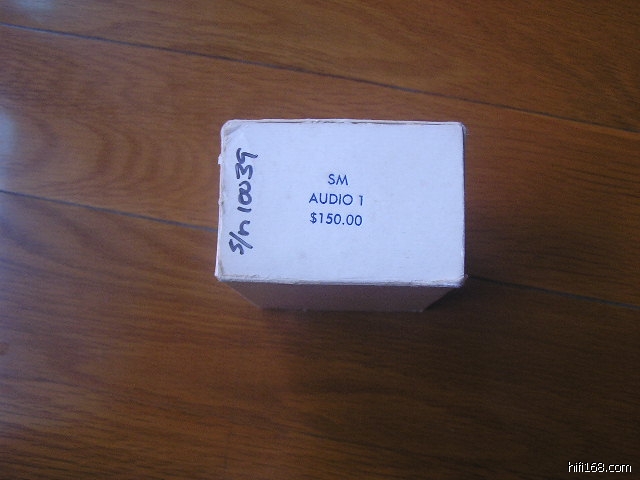 S/n 10039
SM
AUDIO 1
$150.00
hifi168.com